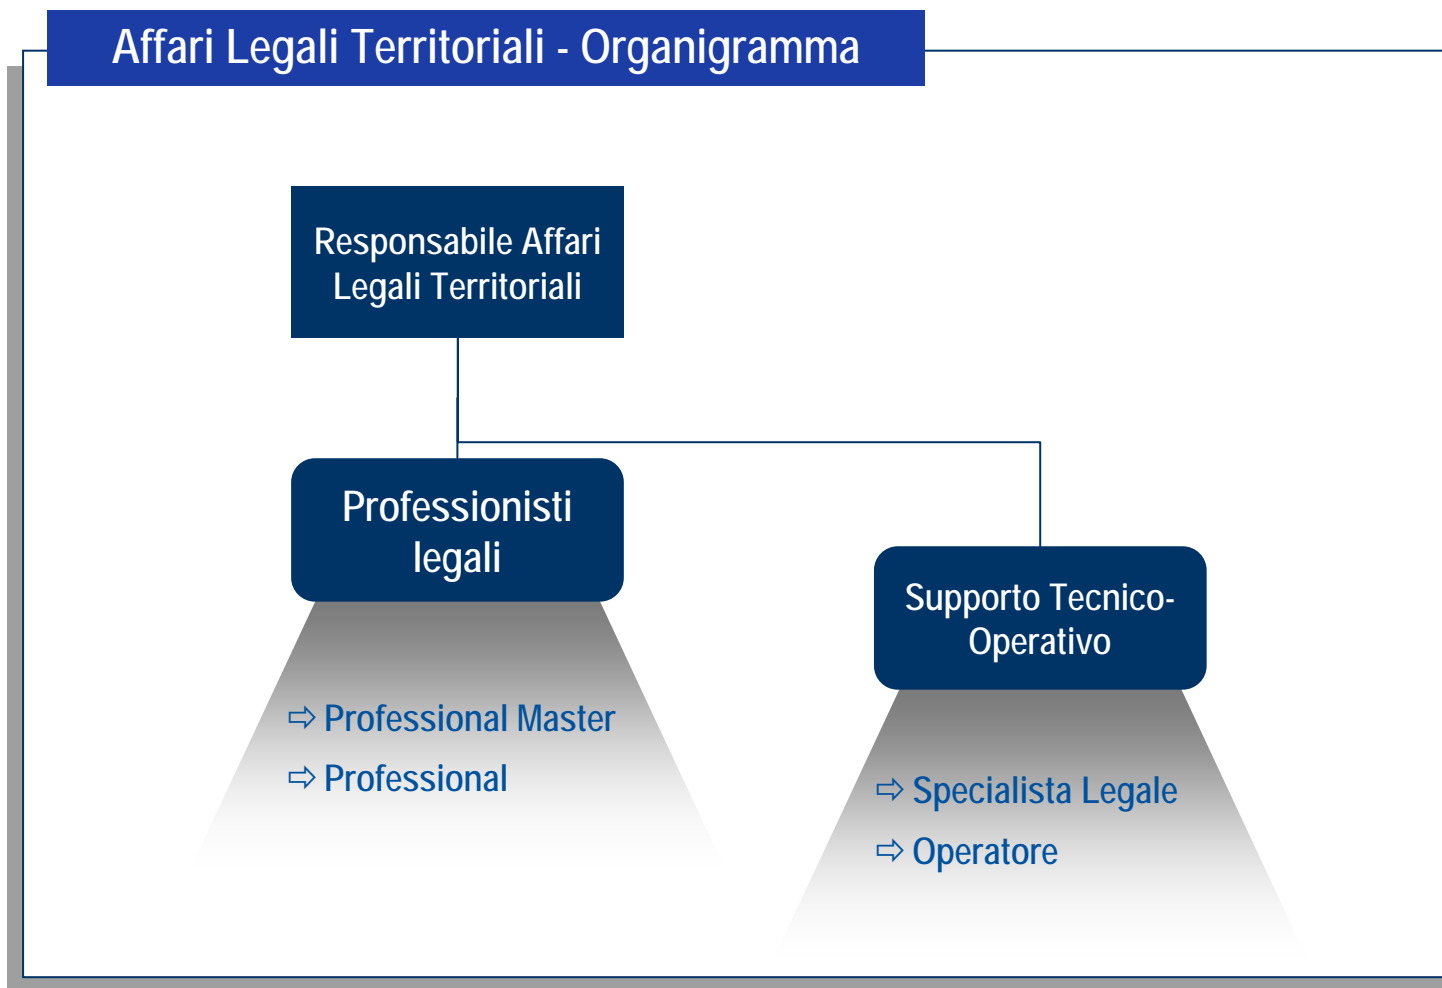 Affari Legali Territoriali - Organigramma
Responsabile Affari
Legali Territoriali
Professionisti
legali
⇨ Professional Master
⇨ Professional
Supporto Tecnico-
Operativo
⇨ Specialista Legale
⇨ Operatore